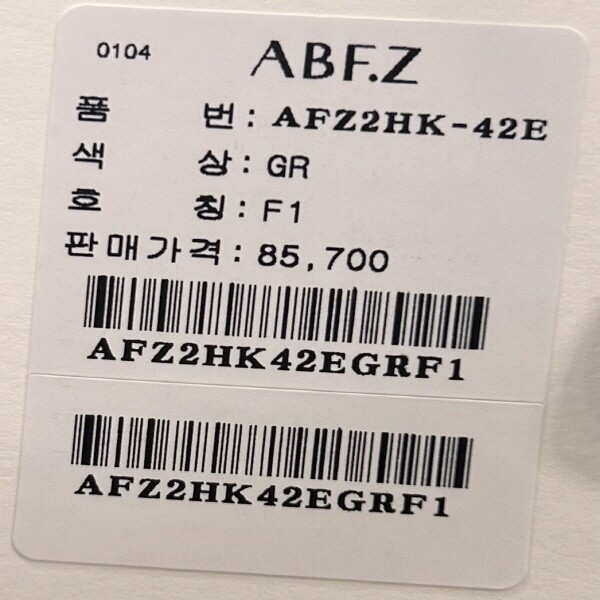 0104 ABF.Z
품 번 : AFZ2HK-42E
색 상 : GR
호 칭 : F1
판매가격 : 85,700
AFZ2HK42EGRF1
AFZ2HK42EGRF1